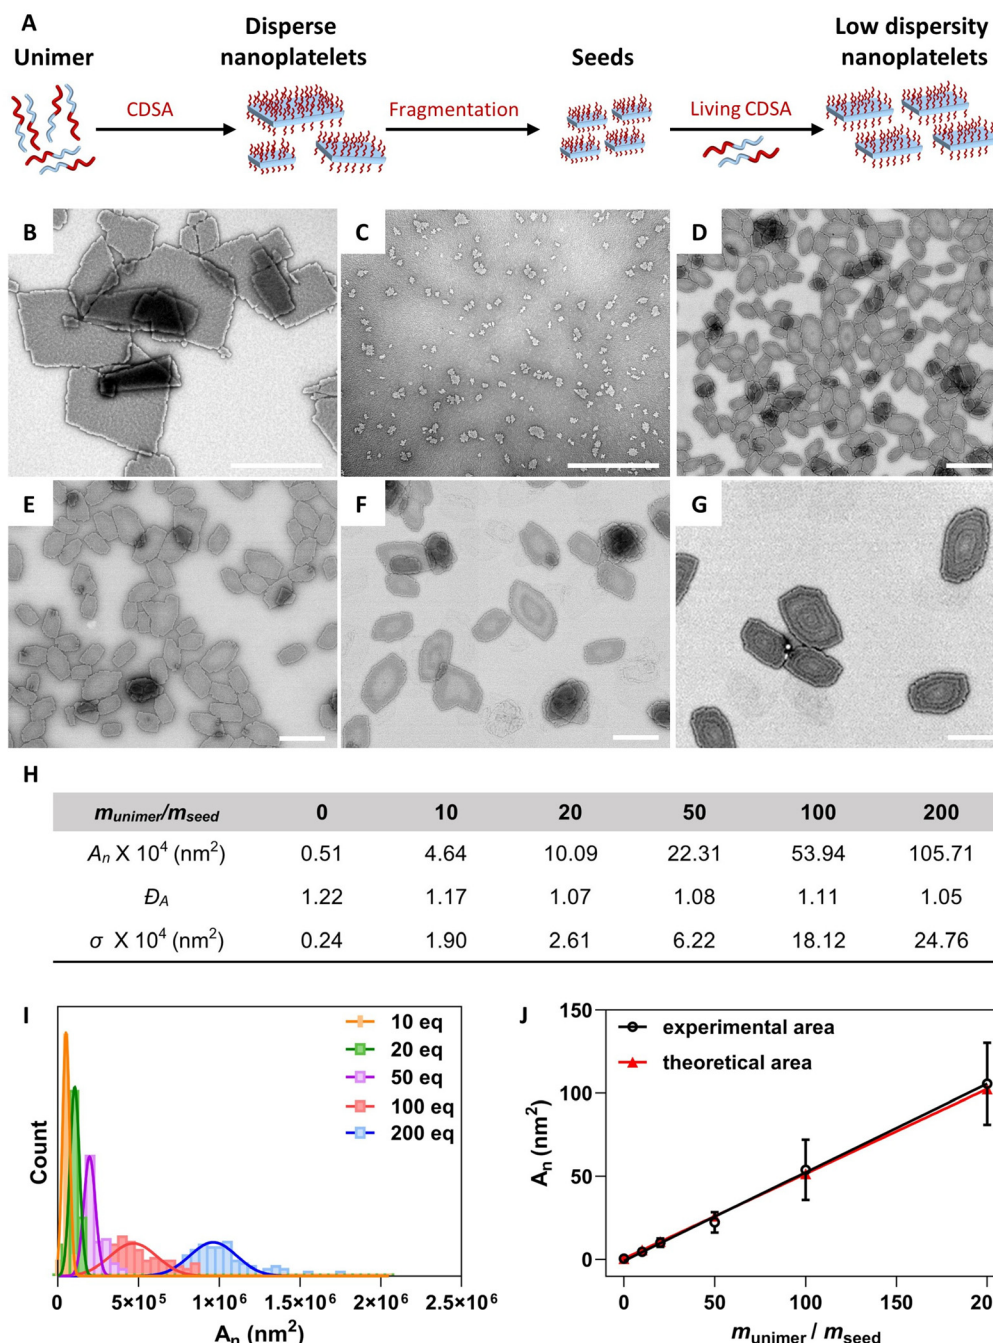 A
Unimer
Disperse
nanoplatelets
Seeds
Low dispersity
nanoplatelets
CDSA
Fragmentation
Living CDSA
B
C
D
E
F
G
H
m_unimer/m_seed 0 10 20 50 100 200
A_n X 10^4 (nm^2) 0.51 4.64 10.09 22.31 53.94 105.71
Đ_A 1.22 1.17 1.07 1.08 1.11 1.05
σ X 10^4 (nm^2) 0.24 1.90 2.61 6.22 18.12 24.76
I
10 eq
20 eq
50 eq
100 eq
200 eq
Count
0 5×10^5 1×10^6 2×10^6 2×10^6 2.5×10^6
A_n (nm^2)
J
experimental area
theoretical area
A_n (nm^2)
150
100
50
0
0 50 100 150 20
m_unimer / m_seed